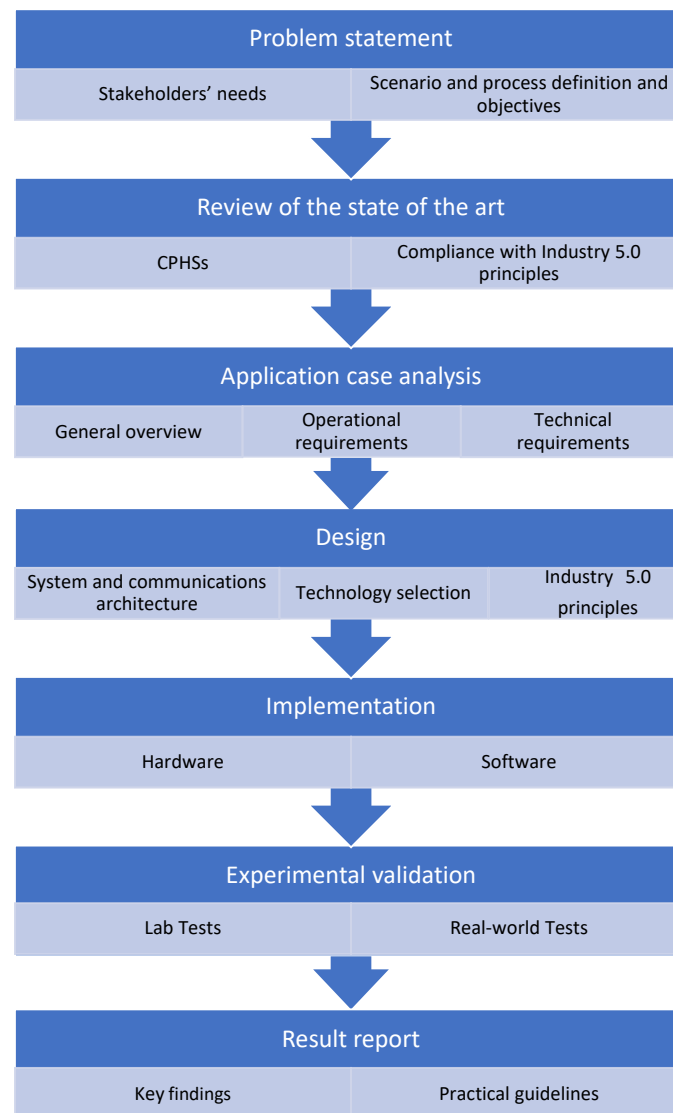 Problem statement
Stakeholders’ needs
Scenario and process definition and
objectives
Review of the state of the art
CPHSs
Compliance with Industry 5.0
principles
Application case analysis
General overview
Operational
requirements
Technical
requirements
Design
System and communications
architecture
Technology selection
Industry 5.0
principles
Implementation
Hardware
Software
Experimental validation
Lab Tests
Real-world Tests
Result report
Key findings
Practical guidelines